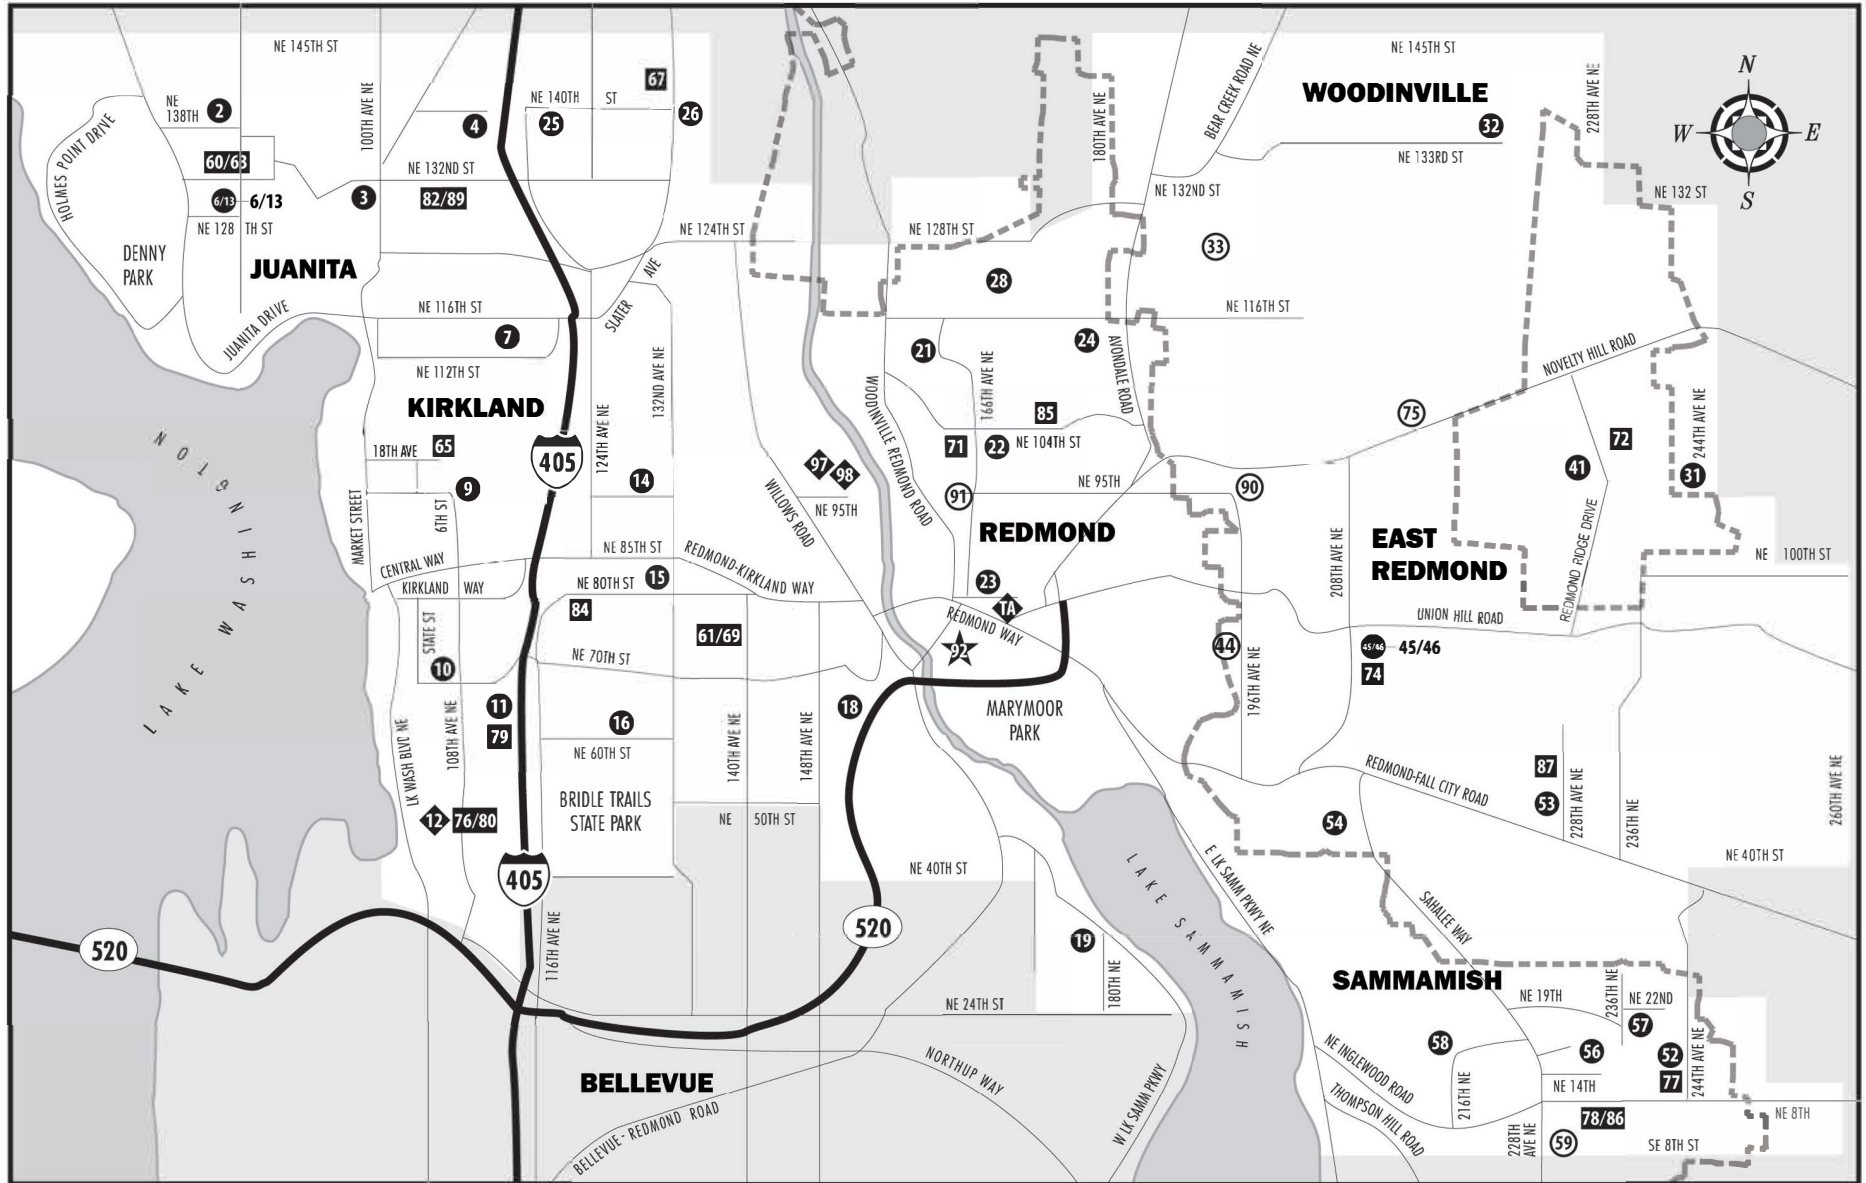 NE 145TH ST
NE 145TH ST
N
W
E
S
67
NE 138TH
2
100TH AVE NE
4
NE 140TH ST
25
26
180TH AVE NE
BEAR CREEK ROAD NE
WOODINVILLE
228TH AVE NE
32
HOLMES POINT DRIVE
60/63
NE 132ND ST
NE 133RD ST
6/13
6/13
3
82/89
NE 132ND ST
NE 132 ST
NE 128 TH ST
NE 124TH ST
NE 128TH ST
33
DENNY
PARK
JUANITA
AVE
SLATER
28
JUANITA DRIVE
NE 116TH ST
NE 116TH ST
7
21
24
NE 112TH ST
132ND AVE NE
166TH AVE NE
AVONDALE ROAD
NOVELTY HILL ROAD
KIRKLAND
WOODINVILLE REDMOND ROAD
85
75
18TH AVE
65
405
124TH AVE NE
71
22
NE 104TH ST
72
244TH AVE NE
LAKE WASHINGTON
9
14
97
98
91
NE 95TH
90
41
31
MARKET STREET
6TH ST
WILLOWS ROAD
NE 95TH
REDMOND
EAST
REDMOND
REDMOND RIDGE DRIVE
NE 85TH ST
REDMOND-KIRKLAND WAY
208TH AVE NE
NE 100TH ST
CENTRAL WAY
KIRKLAND WAY
NE 80TH ST
15
23
84
TA
STATE ST
61/69
REDMOND WAY
92
UNION HILL ROAD
44
45/46
45/46
74
10
NE 70TH ST
196TH AVE NE
11
79
16
18
MARYMOOR
PARK
LK WASH BLVD NE
108TH AVE NE
NE 60TH ST
140TH AVE NE
148TH AVE NE
REDMOND-FALL CITY ROAD
87
53
228TH AVE NE
236TH NE
260TH AVE NE
12
76/80
BRIDLE TRAILS
STATE PARK
NE 50TH ST
54
405
NE 40TH ST
NE 40TH ST
LAKE SAMMAMISH
E LK SAMM PKWY NE
SAHALEE WAY
520
116TH AVE NE
520
19
180TH NE
SAMMAMISH
NE 24TH ST
NE 19TH
236TH NE
NE 22ND
57
58
56
52
244TH AVE NE
BELLEVUE
NORTHUP WAY
W LK SAMM PKWY
NE INGLEWOOD ROAD
216TH NE
NE 14TH
77
BELLEVUE-REDMOND ROAD
THOMPSON HILL ROAD
78/86
NE 8TH
228TH
AVE NE
59
SE 8TH ST